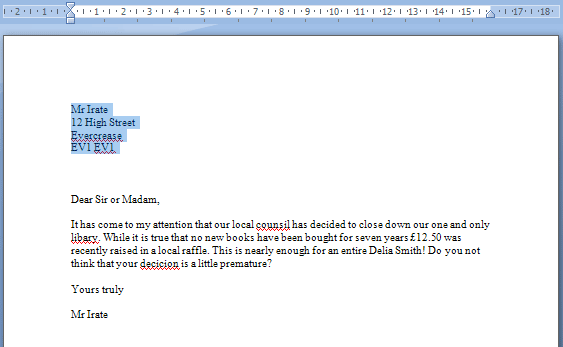 2 1 1 2 3 4 5 6 7 8 9 10 11 12 13 14 15 17 18
Mr Irate
12 High Street
Evercrease
EV1 EV1
Dear Sir or Madam,
It has come to my attention that our local counsil has decided to close down our one and only
libary. While it is true that no new books have been bought for seven years £12.50 was
recently raised in a local raffle. This is nearly enough for an entire Delia Smith! Do you not
think that your decicion is a little premature?
Yours truly
Mr Irate